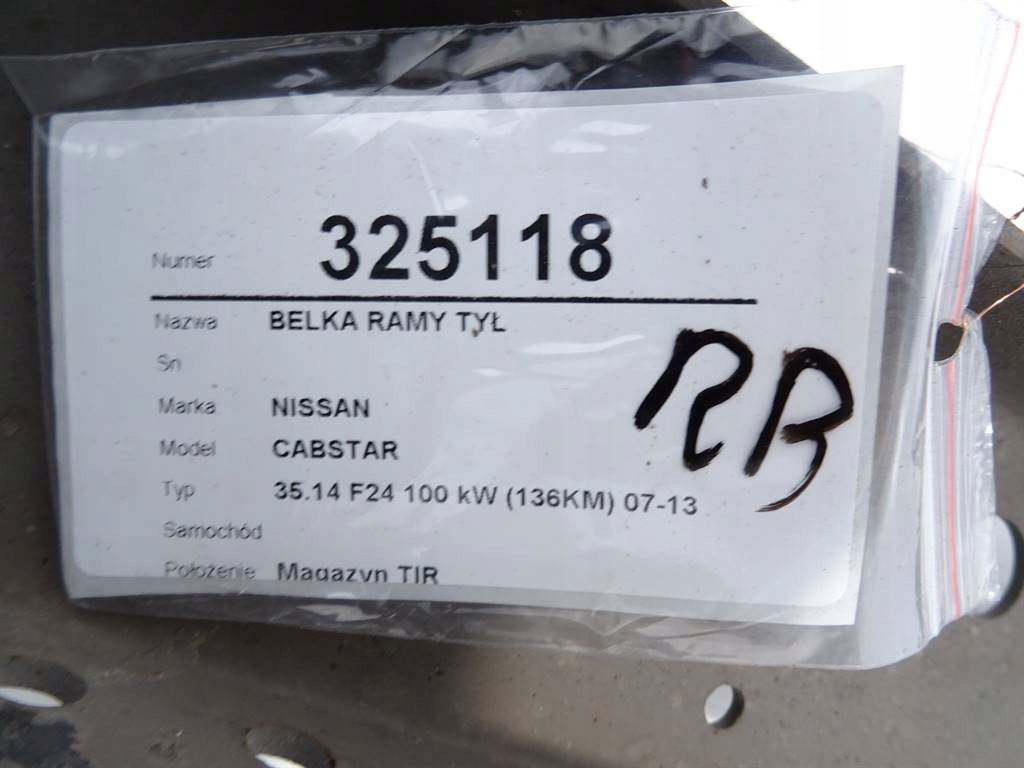 Numer 325118
Nazwa BELKA RAMY TYŁ
Sn
Marka NISSAN
Model CABSTAR
Typ 35.14 F24 100 kW (136KM) 07-13
Samochód
Położenie Magazyn TIR
RB